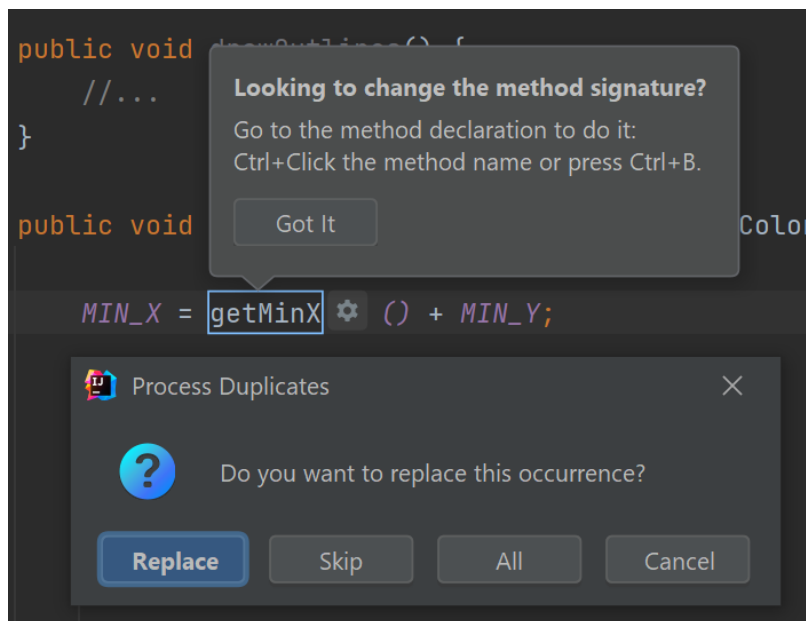 public void
Looking to change the method signature?
//...
Go to the method declaration to do it:
}
Ctrl+Click the method name or press Ctrl+B.
Got It
public void
MIN_X = getMinX () + MIN_Y;
IJ Process Duplicates
Do you want to replace this occurrence?
Replace Skip All Cancel